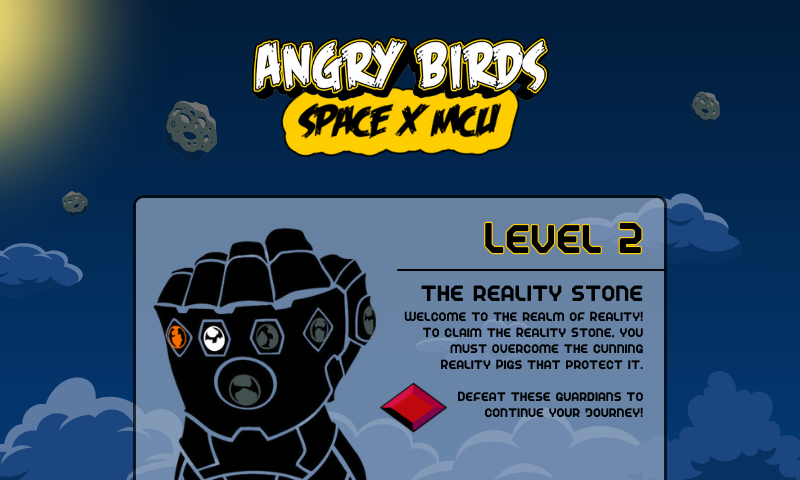 ANGRY BIRDS
SPACE X MCU
LEVEL 2
THE REALITY STONE
WELCOME TO THE REALM OF REALITY!
TO CLAIM THE REALITY STONE, YOU
MUST OVERCOME THE CUNNING
REALITY PIGS THAT PROTECT IT.
DEFEAT THESE GUARDIANS TO
CONTINUE YOUR JOURNEY!